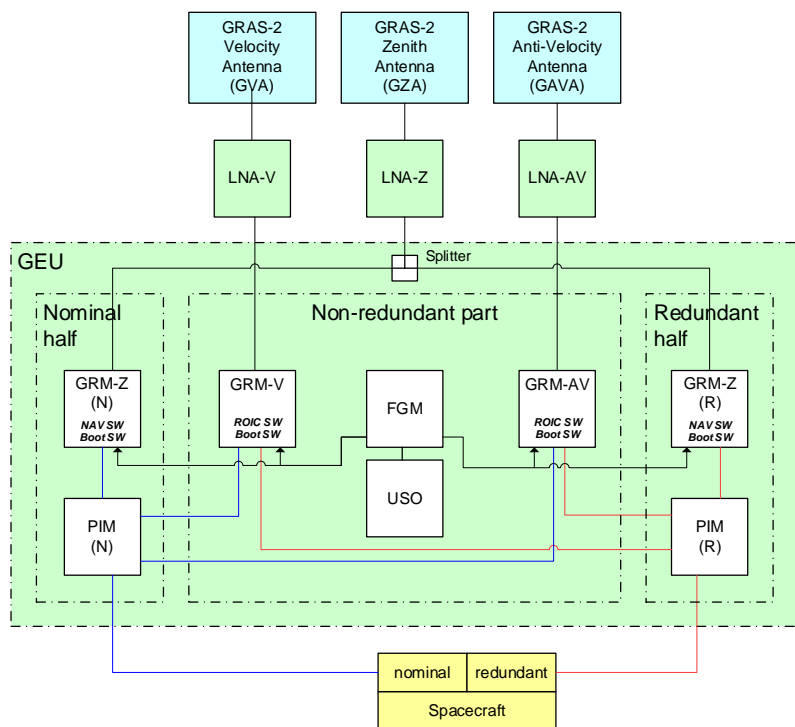 GRAS-2
Velocity
Antenna
(GVA)
GRAS-2
Zenith
Antenna
(GZA)
GRAS-2
Anti-Velocity
Antenna
(GAVA)
LNA-V
LNA-Z
LNA-AV
GEU
Splitter
Nominal
half
Non-redundant part
Redundant
half
GRM-Z
(N)
NAV SW
Boot SW
GRM-V
ROIC SW
Boot SW
FGM
GRM-AV
ROIC SW
Boot SW
GRM-Z
(R)
NAV SW
Boot SW
USO
PIM
(N)
PIM
(R)
nominal
redundant
Spacecraft